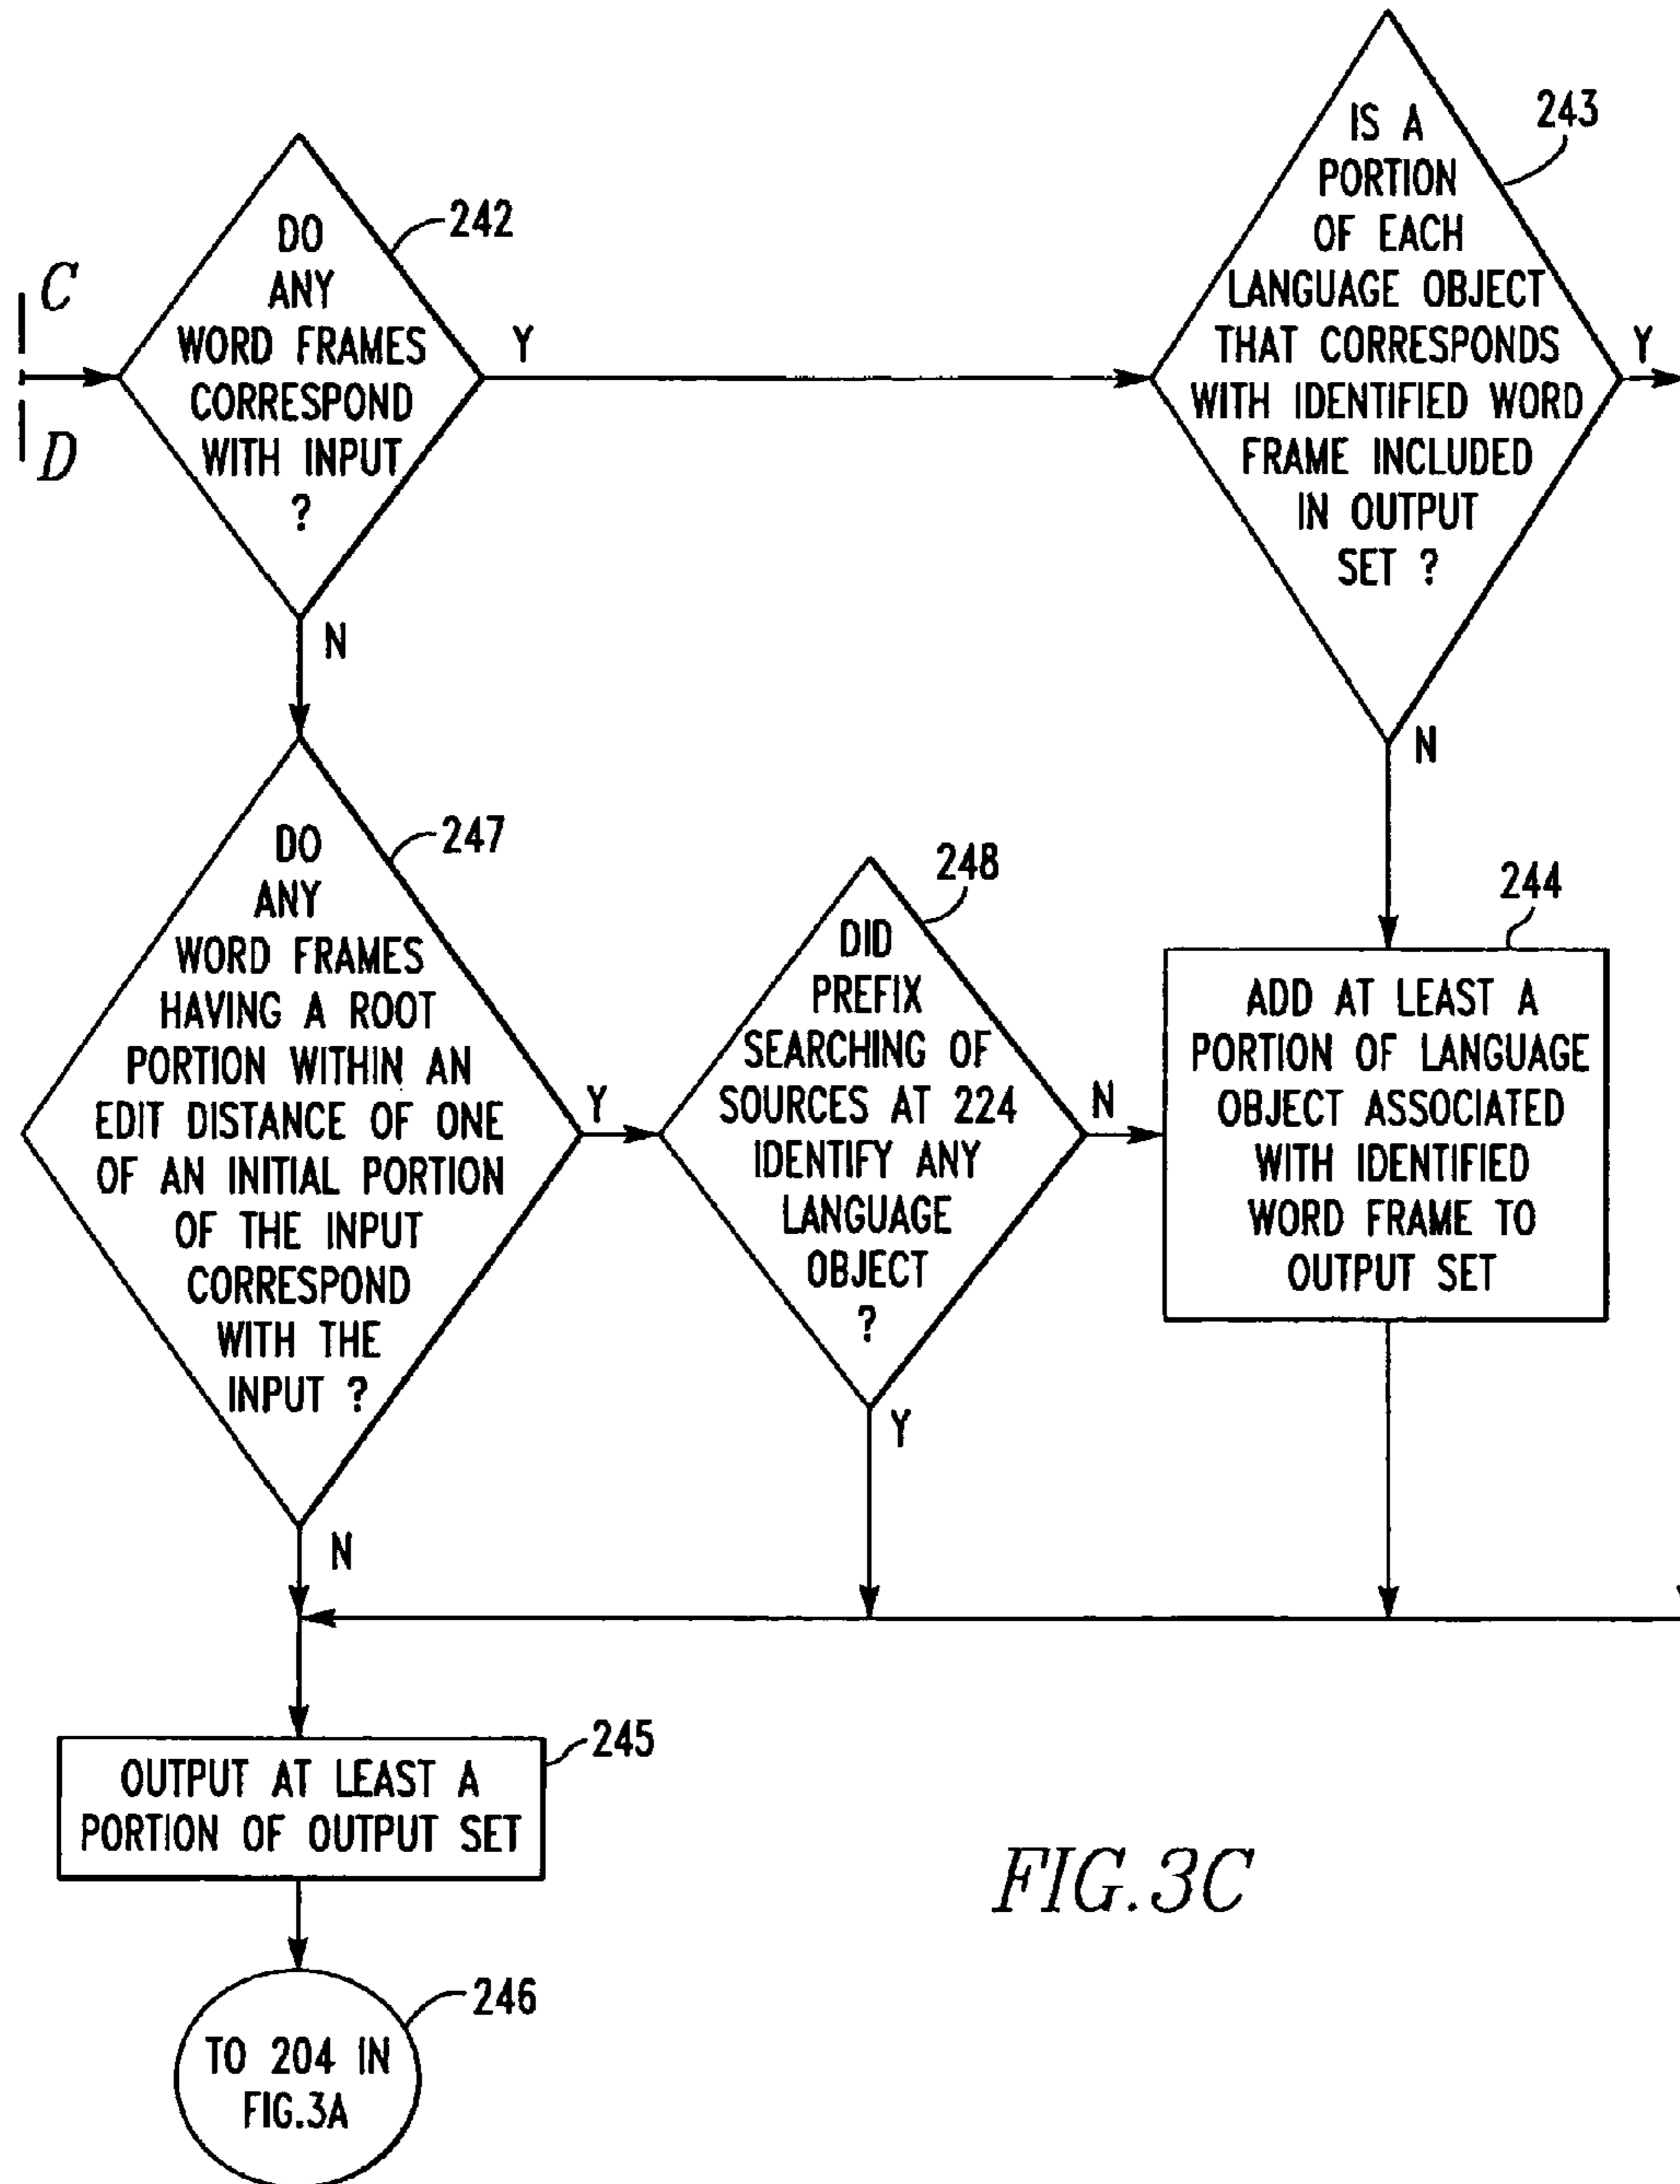 C
D
DO
ANY
WORD FRAMES
CORRESPOND
WITH INPUT
?
242
Y
N
IS A
PORTION
OF EACH
LANGUAGE OBJECT
THAT CORRESPONDS
WITH IDENTIFIED WORD
FRAME INCLUDED
IN OUTPUT
SET ?
243
Y
N
DO
ANY
WORD FRAMES
HAVING A ROOT
PORTION WITHIN AN
EDIT DISTANCE OF ONE
OF AN INITIAL PORTION
OF THE INPUT
CORRESPOND
WITH THE
INPUT ?
247
Y
N
DID
PREFIX
SEARCHING OF
SOURCES AT 224
IDENTIFY ANY
LANGUAGE
OBJECT
?
248
N
Y
244
ADD AT LEAST A
PORTION OF LANGUAGE
OBJECT ASSOCIATED
WITH IDENTIFIED
WORD FRAME TO
OUTPUT SET
245
OUTPUT AT LEAST A
PORTION OF OUTPUT SET
246
TO 204 IN
FIG.3A
FIG.3C